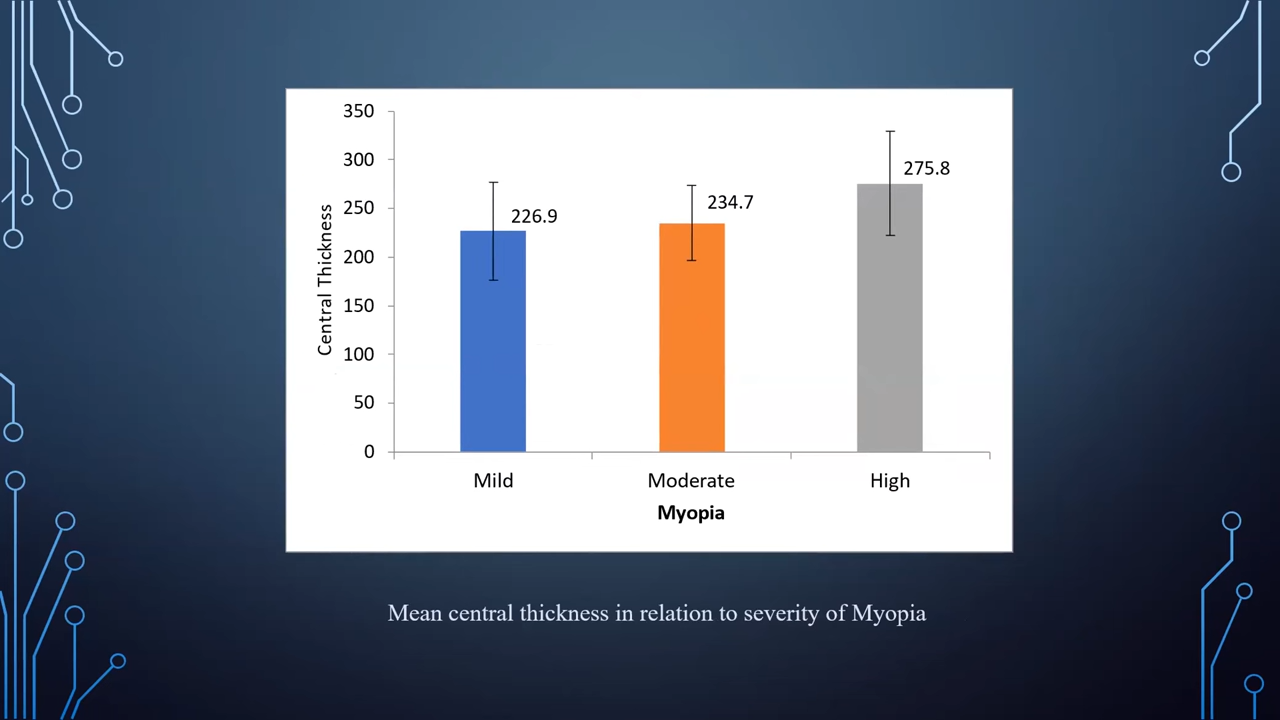 350
300
250
200
150
100
50
0
Central Thickness
226.9
234.7
275.8
Mild
Moderate
High
Myopia
Mean central thickness in relation to severity of Myopia